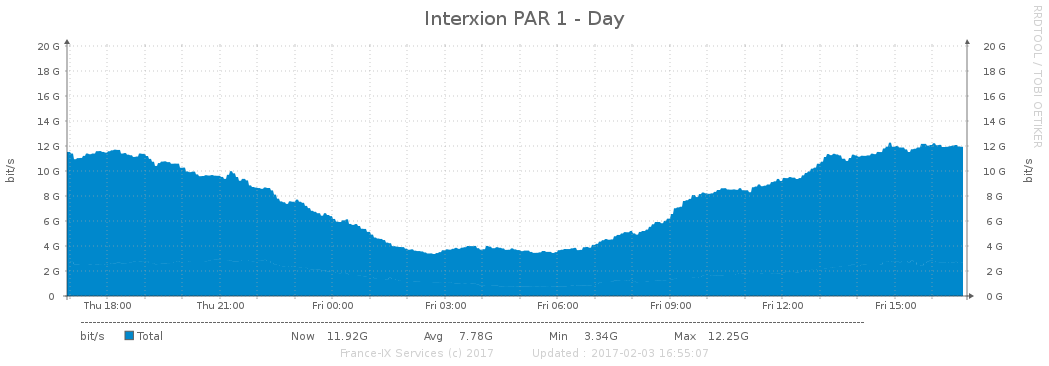 Interxion PAR 1 - Day
RRDTOOL / TOBI OETIKER
bit/s
20 G 20 G
18 G 18 G
16 G 16 G
14 G 14 G
12 G 12 G
10 G 10 G
8 G 8 G
6 G 6 G
4 G 4 G
2 G 2 G
0 0 G
bit/s
Thu 18:00 Thu 21:00 Fri 00:00 Fri 03:00 Fri 06:00 Fri 09:00 Fri 12:00 Fri 15:00
bit/s Total Now 11.92G Avg 7.78G Min 3.34G Max 12.25G
France-IX Services (c) 2017 Updated : 2017-02-03 16:55:07